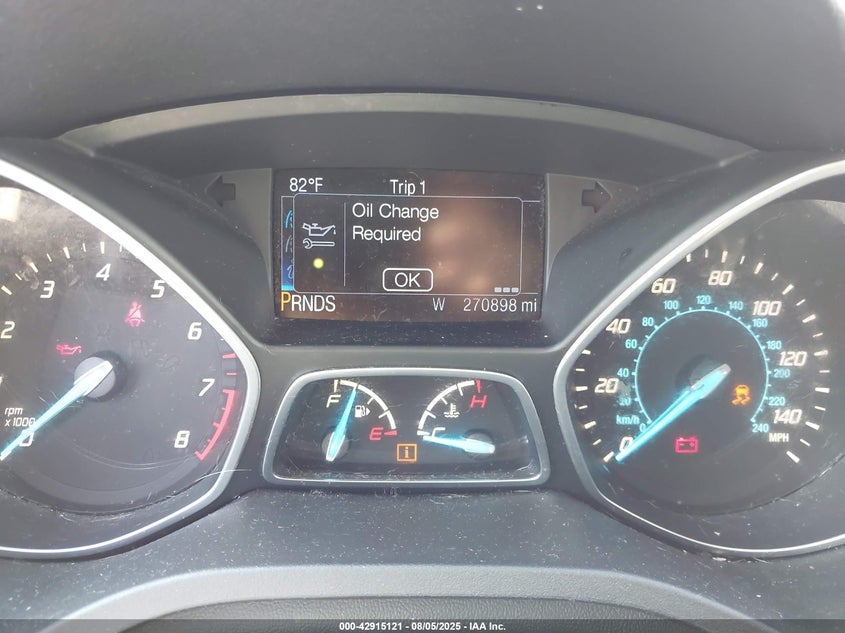 82°F Trip 1
Oil Change
Required
OK
PRNDS W 270898 mi
0 2 3 4 5 6 7 8
rpm
x1000
F E
C H
i
0 20 40 60 80 100 120 140
MPH
20 40 60 80 100 120 140 160 180 200 220 240
km/h
000-42915121 - 08/05/2025 - IAA Inc.